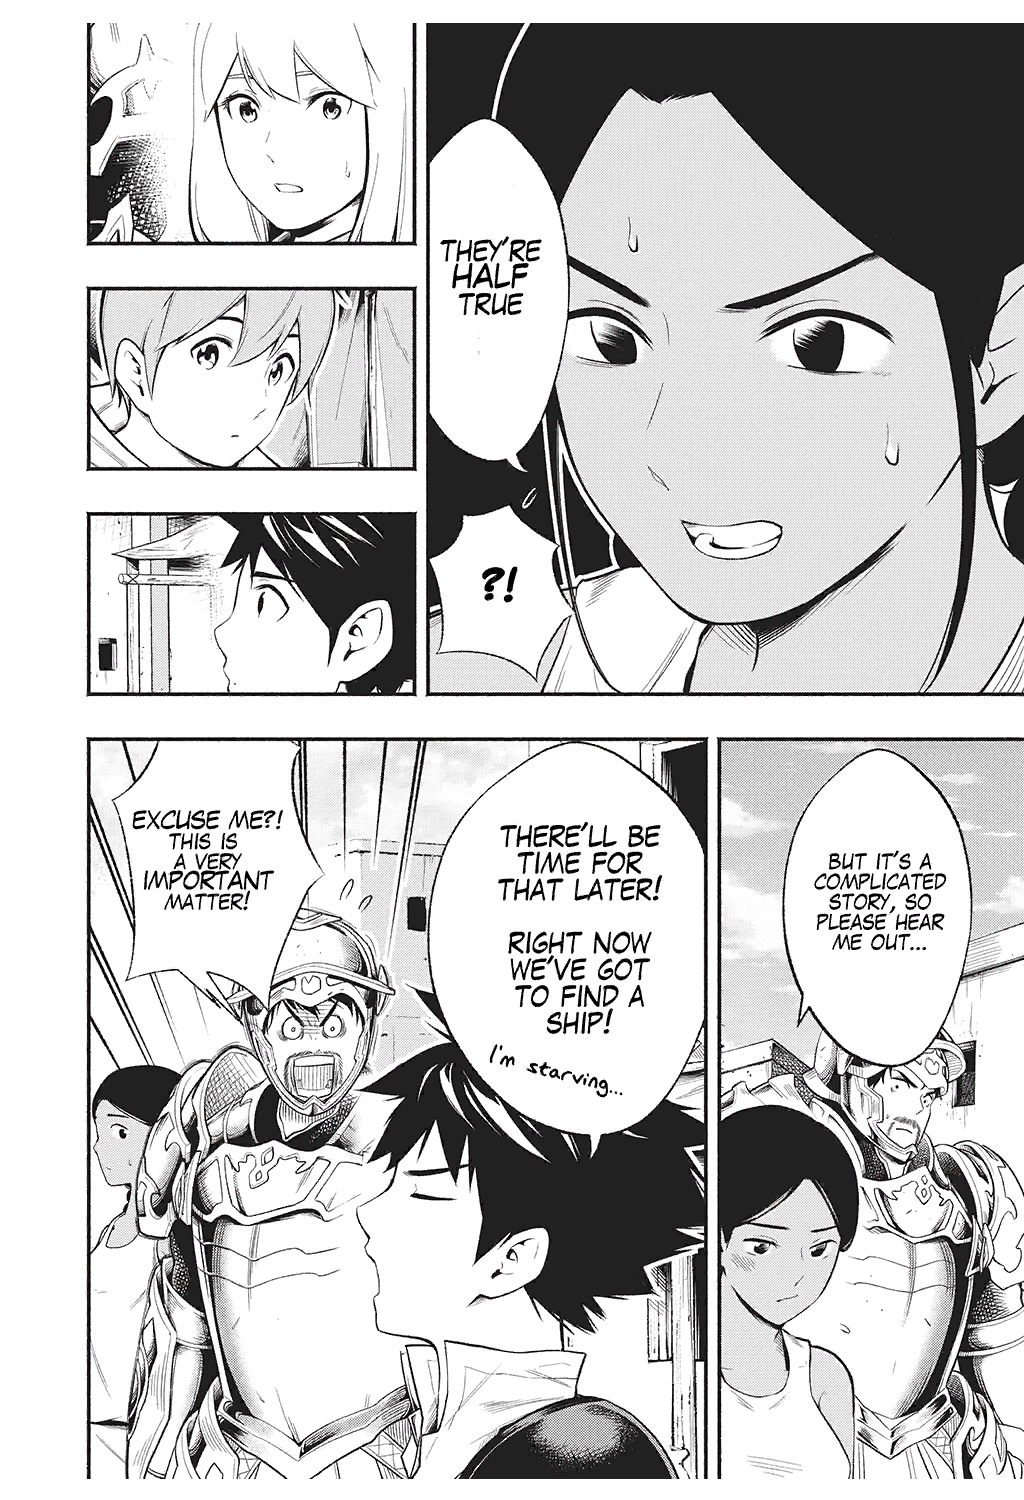 THEY'RE
HALF
TRUE
?!
BUT IT'S A
COMPLICATED
STORY, SO
PLEASE HEAR
ME OUT...
THERE'LL BE
TIME FOR
THAT LATER!
RIGHT NOW
WE'VE GOT
TO FIND A
SHIP!
I'm starving...
EXCUSE ME?!
THIS IS
A VERY
IMPORTANT
MATTER!